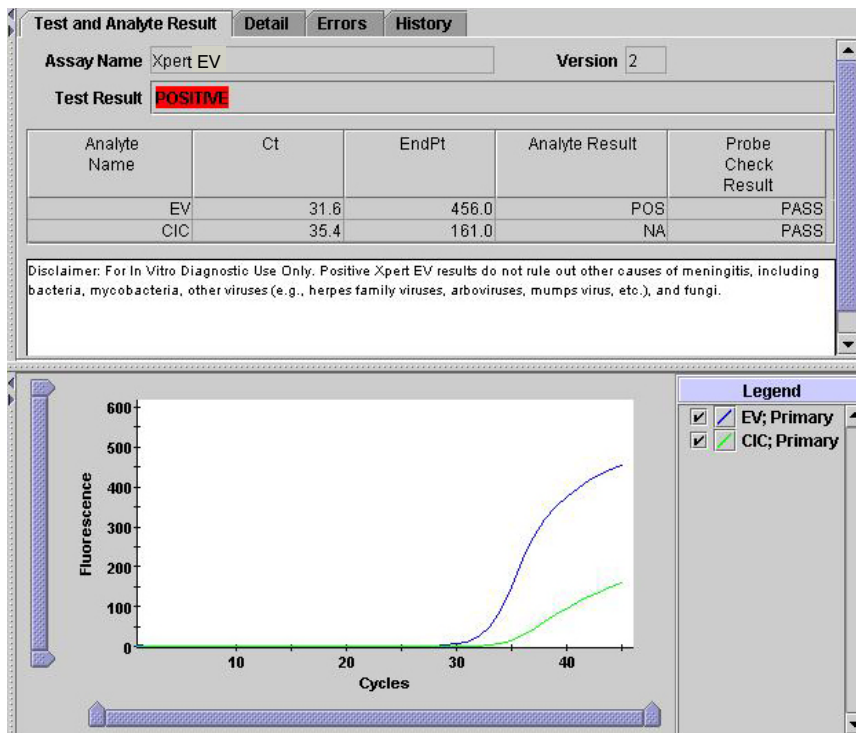 Test and Analyte Result Detail Errors History
Assay Name Xpert EV Version 2
Test Result POSITIVE
Analyte Name Ct EndPt Analyte Result Probe Check Result
EV 31.6 456.0 POS PASS
CIC 35.4 161.0 NA PASS
Disclaimer: For In Vitro Diagnostic Use Only. Positive Xpert EV results do not rule out other causes of meningitis, including
bacteria, mycobacteria, other viruses (e.g., herpes family viruses, arboviruses, mumps virus, etc.), and fungi.
Legend
EV; Primary
CIC; Primary
600
500
400
300
200
100
0
Fluorescence
10 20 30 40
Cycles